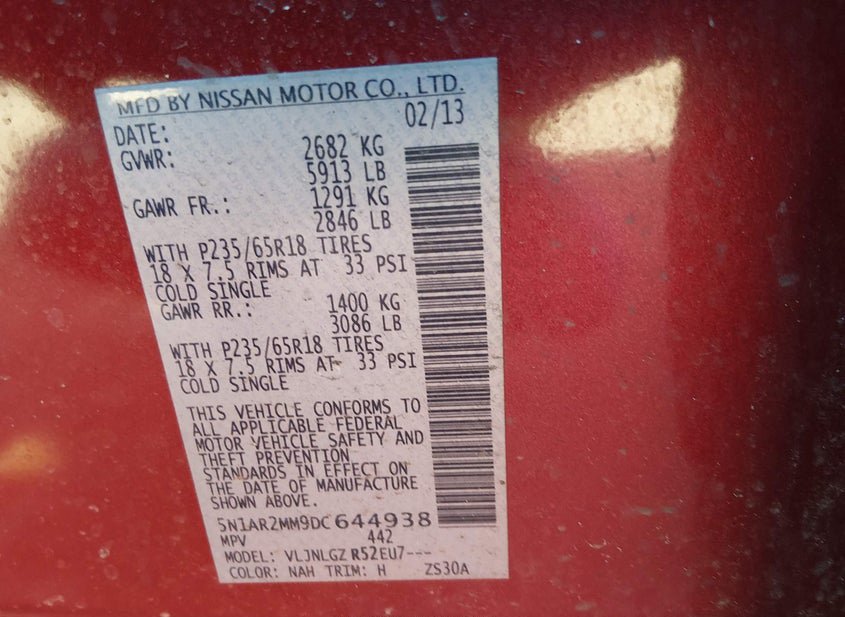 MFD BY NISSAN MOTOR CO., LTD.
DATE: 02/13
GVWR: 2682 KG
5913 LB
GAWR FR.: 1291 KG
2846 LB
WITH P235/65R18 TIRES
18 X 7.5 RIMS AT 33 PSI
COLD SINGLE
GAWR RR.: 1400 KG
3086 LB
WITH P235/65R18 TIRES
18 X 7.5 RIMS AT 33 PSI
COLD SINGLE
THIS VEHICLE CONFORMS TO
ALL APPLICABLE FEDERAL
MOTOR VEHICLE SAFETY AND
THEFT PREVENTION
STANDARDS IN EFFECT ON
THE DATE OF MANUFACTURE
SHOWN ABOVE.
5N1AR2MM9DC644938
MPV 442
MODEL: VLJNLGZ R52EU7---
COLOR: NAH TRIM: H ZS30A